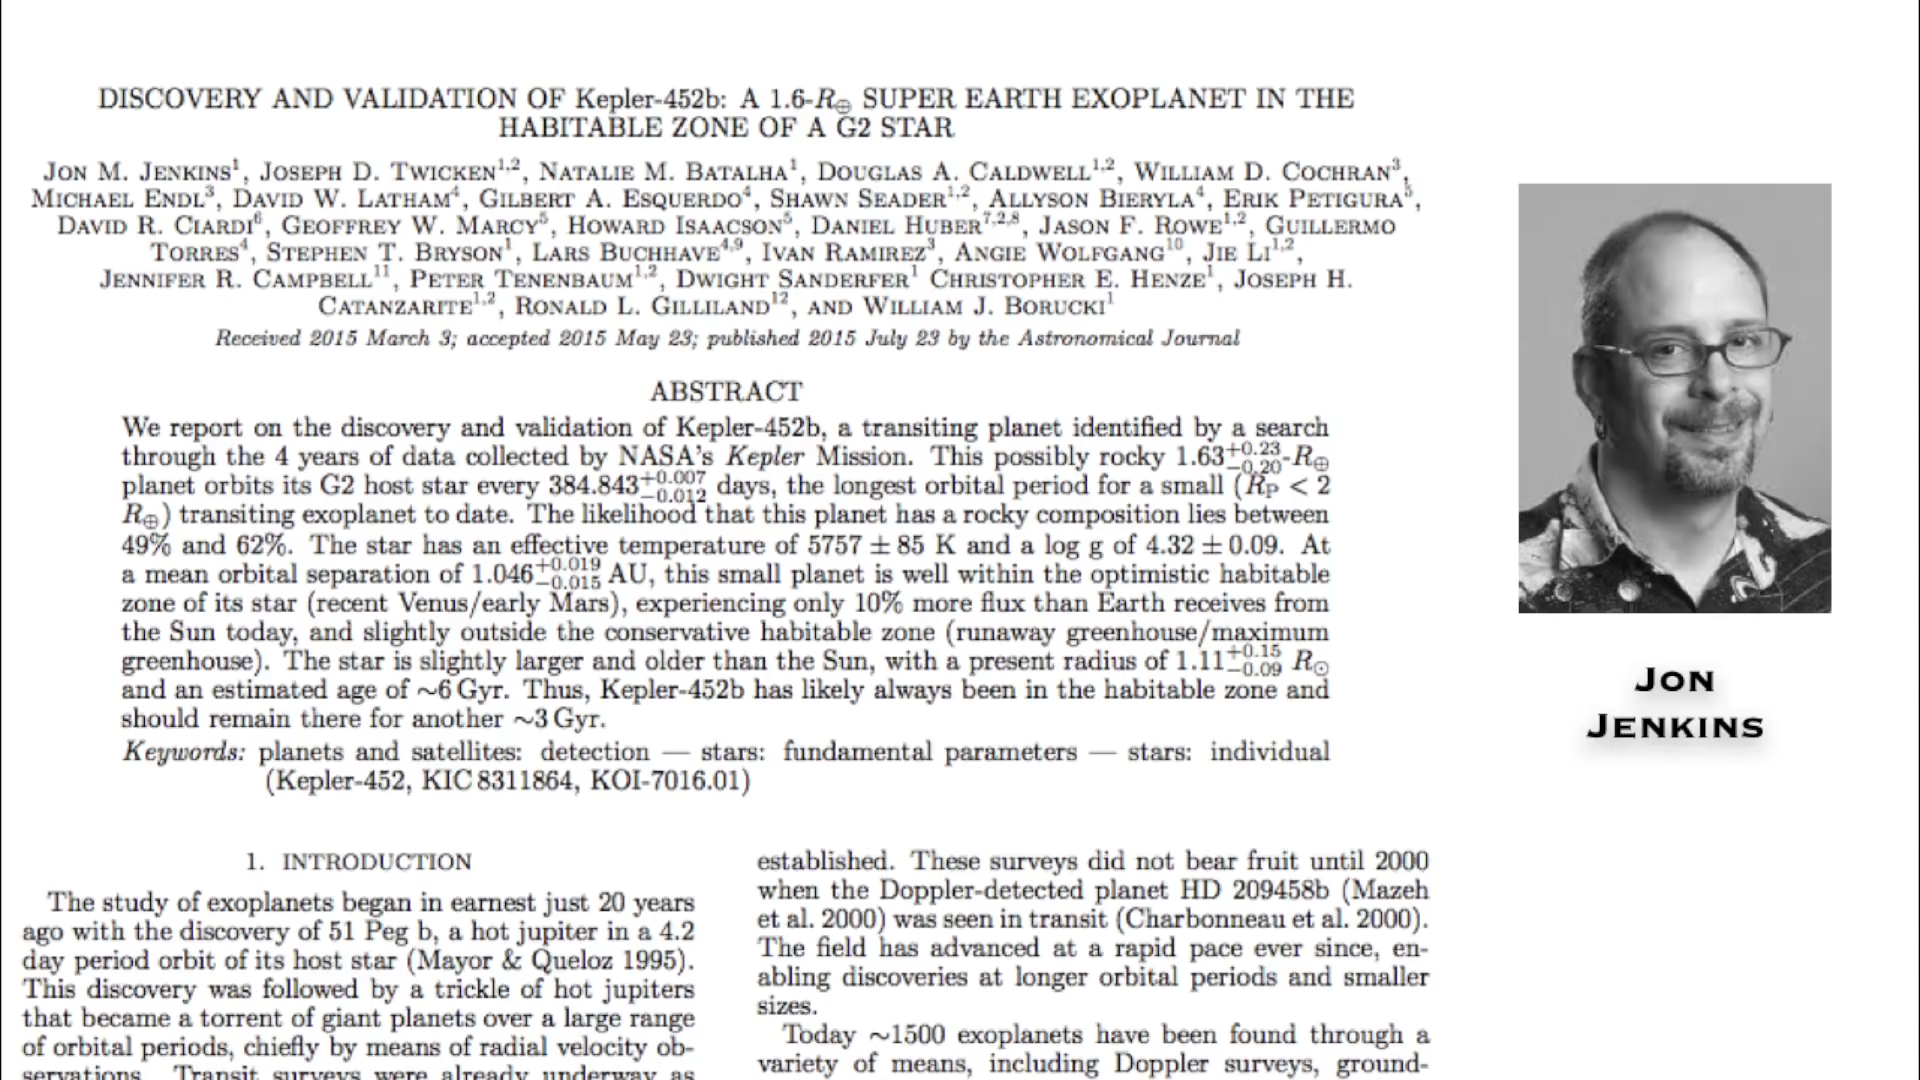 DISCOVERY AND VALIDATION OF Kepler-452b: A 1.6-R⊕ SUPER EARTH EXOPLANET IN THE
HABITABLE ZONE OF A G2 STAR
Jon M. Jenkins¹, Joseph D. Twicken¹,², Natalie M. Batalha¹, Douglas A. Caldwell¹,², William D. Cochran³,
Michael Endl³, David W. Latham⁴, Gilbert A. Esquerdo⁴, Shawn Seader¹,², Allyson Bieryla⁴, Erik Petigura⁵,
David R. Ciardi⁶, Geoffrey W. Marcy⁵, Howard Isaacson⁵, Daniel Huber⁷,²,⁸, Jason F. Rowe¹,², Guillermo
Torres⁴, Stephen T. Bryson¹, Lars Buchhave⁴,⁹, Ivan Ramirez³, Angie Wolfgang¹⁰, Jie Li¹,²,
Jennifer R. Campbell¹¹, Peter Tenenbaum¹,², Dwight Sanderfer¹ Christopher E. Henze¹, Joseph H.
Catanzarite¹,², Ronald L. Gilliland¹², and William J. Borucki¹
Received 2015 March 3; accepted 2015 May 23; published 2015 July 23 by the Astronomical Journal
ABSTRACT
We report on the discovery and validation of Kepler-452b, a transiting planet identified by a search
through the 4 years of data collected by NASA's Kepler Mission. This possibly rocky 1.63+0.23−0.20-R⊕
planet orbits its G2 host star every 384.843+0.007−0.012 days, the longest orbital period for a small (RP < 2
R⊕) transiting exoplanet to date. The likelihood that this planet has a rocky composition lies between
49% and 62%. The star has an effective temperature of 5757 ± 85 K and a log g of 4.32 ± 0.09. At
a mean orbital separation of 1.046+0.019−0.015 AU, this small planet is well within the optimistic habitable
zone of its star (recent Venus/early Mars), experiencing only 10% more flux than Earth receives from
the Sun today, and slightly outside the conservative habitable zone (runaway greenhouse/maximum
greenhouse). The star is slightly larger and older than the Sun, with a present radius of 1.11+0.15−0.09 R⊙
and an estimated age of ~6 Gyr. Thus, Kepler-452b has likely always been in the habitable zone and
should remain there for another ~3 Gyr.
Keywords: planets and satellites: detection — stars: fundamental parameters — stars: individual
(Kepler-452, KIC 8311864, KOI-7016.01)
1. INTRODUCTION
The study of exoplanets began in earnest just 20 years
ago with the discovery of 51 Peg b, a hot jupiter in a 4.2
day period orbit of its host star (Mayor & Queloz 1995).
This discovery was followed by a trickle of hot jupiters
that became a torrent of giant planets over a large range
of orbital periods, chiefly by means of radial velocity ob-
servations. Transit surveys were already underway as
established. These surveys did not bear fruit until 2000
when the Doppler-detected planet HD 209458b (Mazeh
et al. 2000) was seen in transit (Charbonneau et al. 2000).
The field has advanced at a rapid pace ever since, en-
abling discoveries at longer orbital periods and smaller
sizes.
Today ~1500 exoplanets have been found through a
variety of means, including Doppler surveys, ground-
Jon
Jenkins